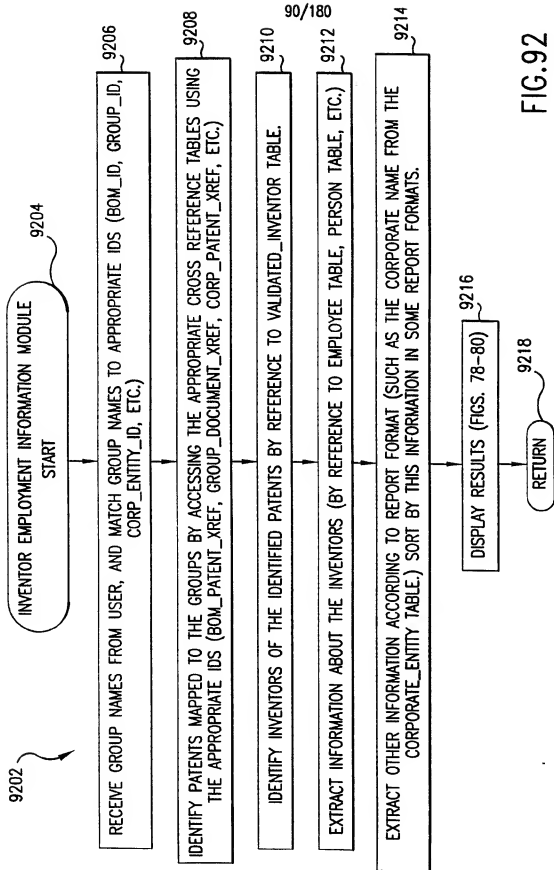 90/180
9202
INVENTOR EMPLOYMENT INFORMATION MODULE
START
9204
RECEIVE GROUP NAMES FROM USER, AND MATCH GROUP NAMES TO APPROPRIATE IDS (BOM_ID, GROUP_ID,
CORP_ENTITY_ID, ETC.)
9206
IDENTIFY PATENTS MAPPED TO THE GROUPS BY ACCESSING THE APPROPRIATE CROSS REFERENCE TABLES USING
THE APPROPRIATE IDS (BOM_PATENT_XREF, GROUP_DOCUMENT_XREF, CORP_PATENT_XREF, ETC.)
9208
IDENTIFY INVENTORS OF THE IDENTIFIED PATENTS BY REFERENCE TO VALIDATED_INVENTOR TABLE.
9210
EXTRACT INFORMATION ABOUT THE INVENTORS (BY REFERENCE TO EMPLOYEE TABLE, PERSON TABLE, ETC.)
9212
EXTRACT OTHER INFORMATION ACCORDING TO REPORT FORMAT (SUCH AS THE CORPORATE NAME FROM THE
CORPORATE_ENTITY TABLE.) SORT BY THIS INFORMATION IN SOME REPORT FORMATS.
9214
DISPLAY RESULTS (FIGS. 78-80)
9216
RETURN
9218
FIG.92